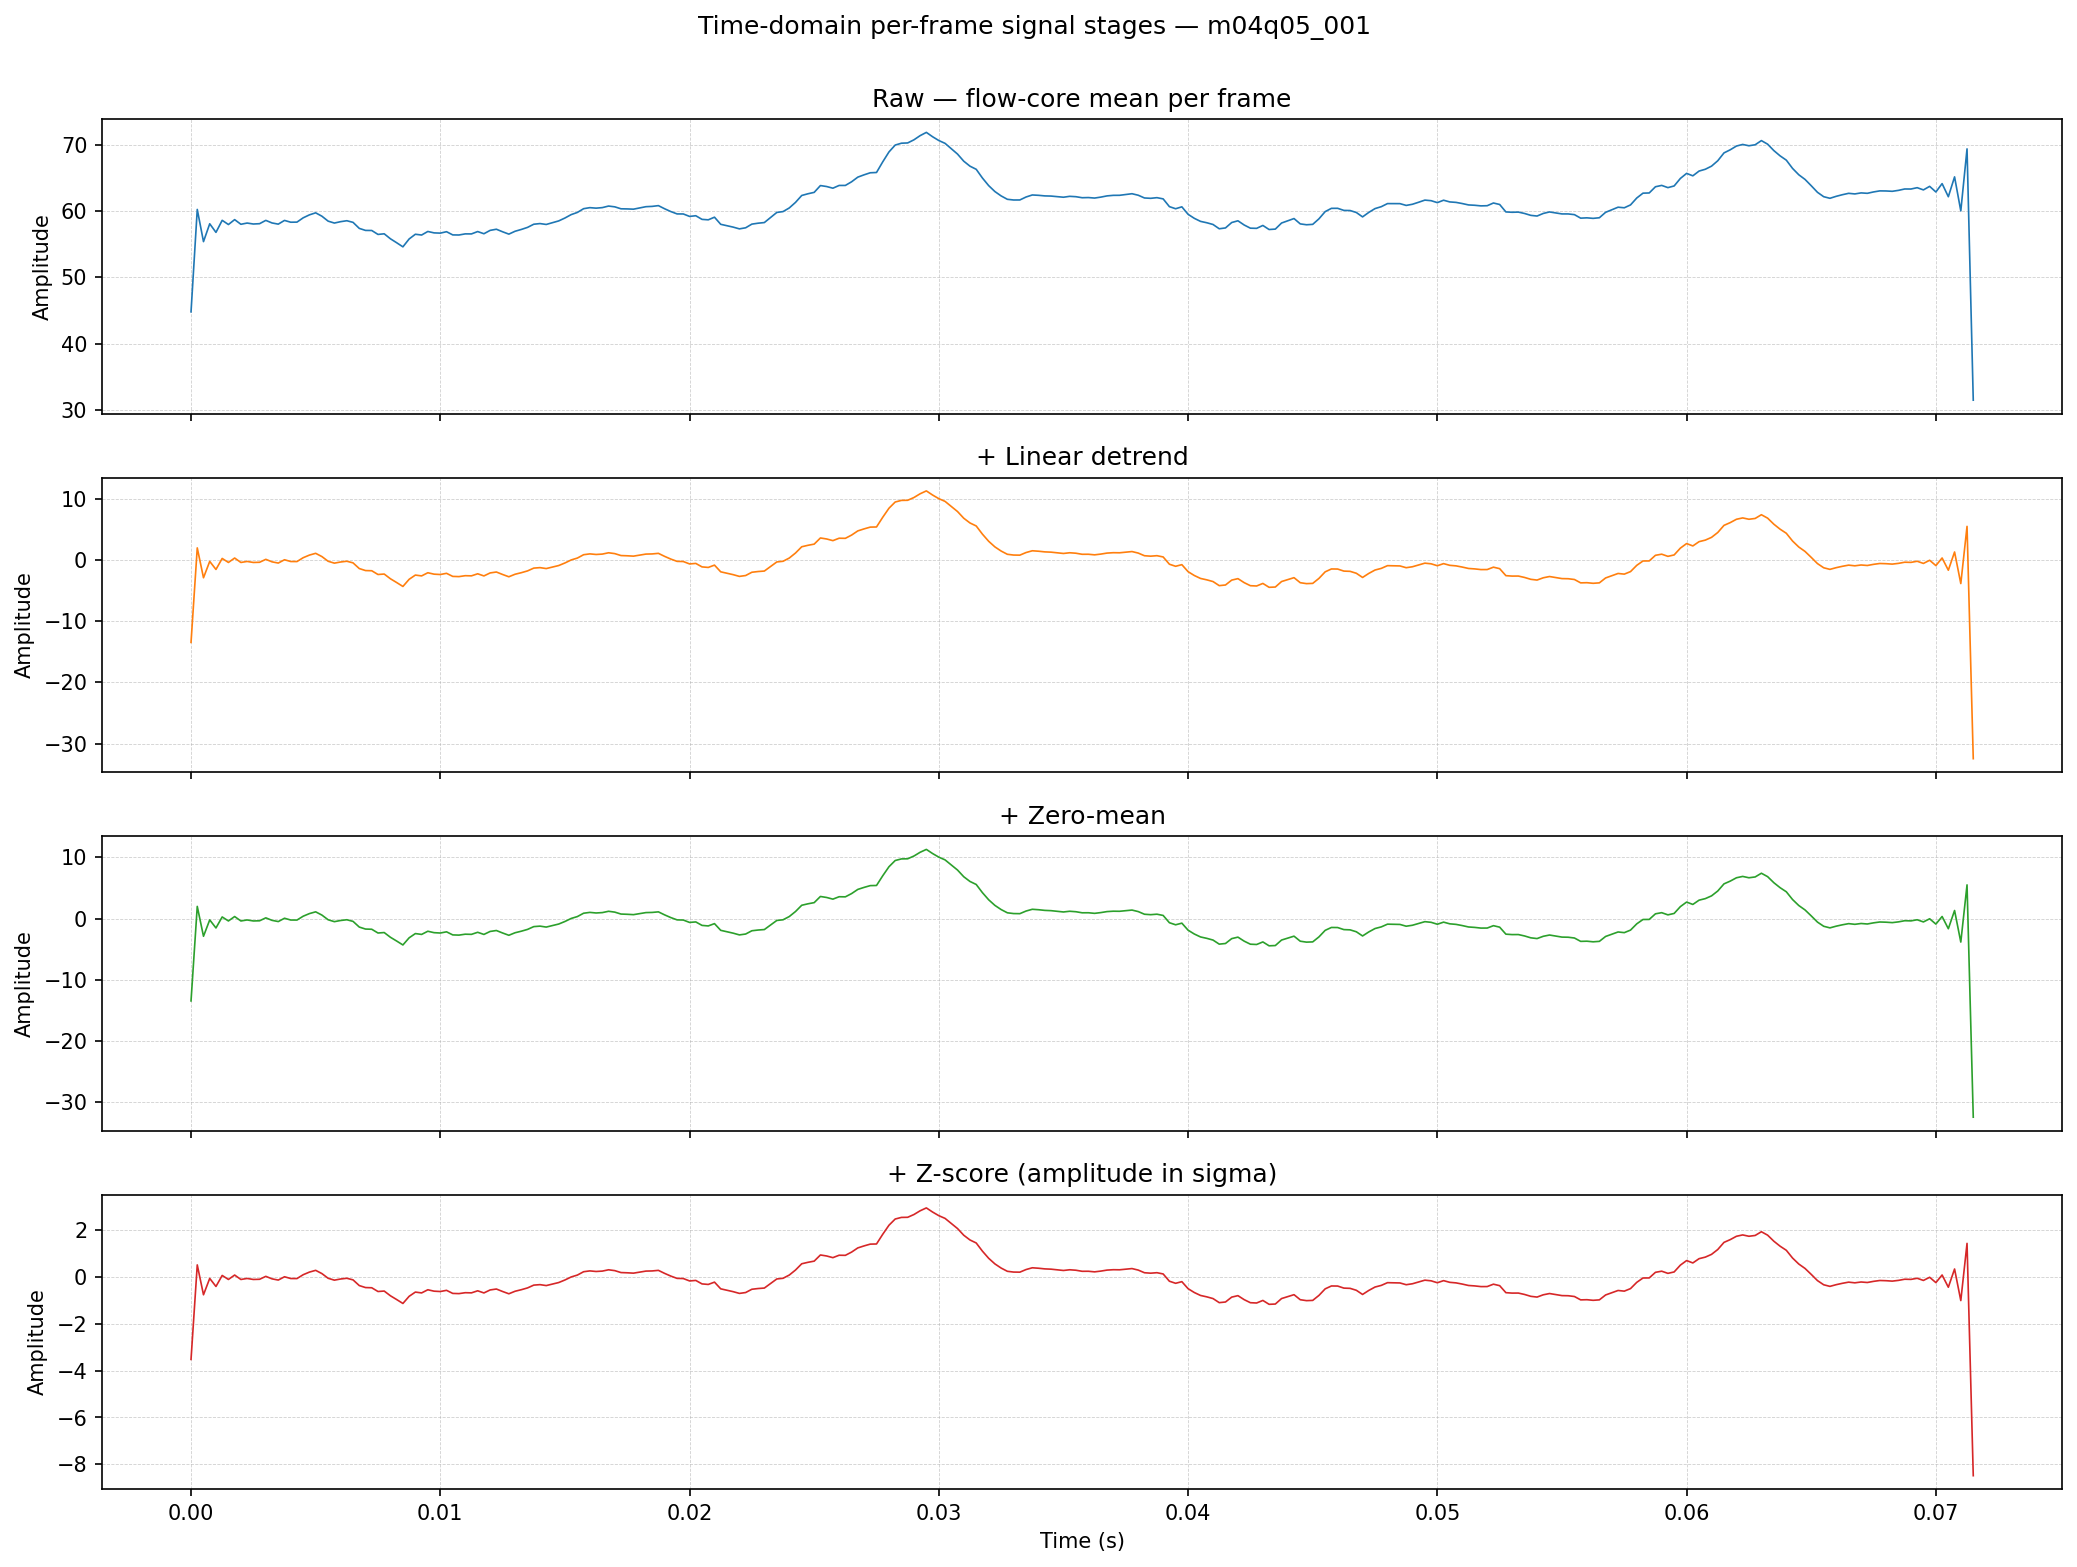 Time-domain per-frame signal stages — m04q05_001
Raw — flow-core mean per frame
Amplitude
70
60
50
40
30
+ Linear detrend
Amplitude
10
0
−10
−20
−30
+ Zero-mean
Amplitude
10
0
−10
−20
−30
+ Z-score (amplitude in sigma)
Amplitude
2
0
−2
−4
−6
−8
0.00 0.01 0.02 0.03 0.04 0.05 0.06 0.07
Time (s)